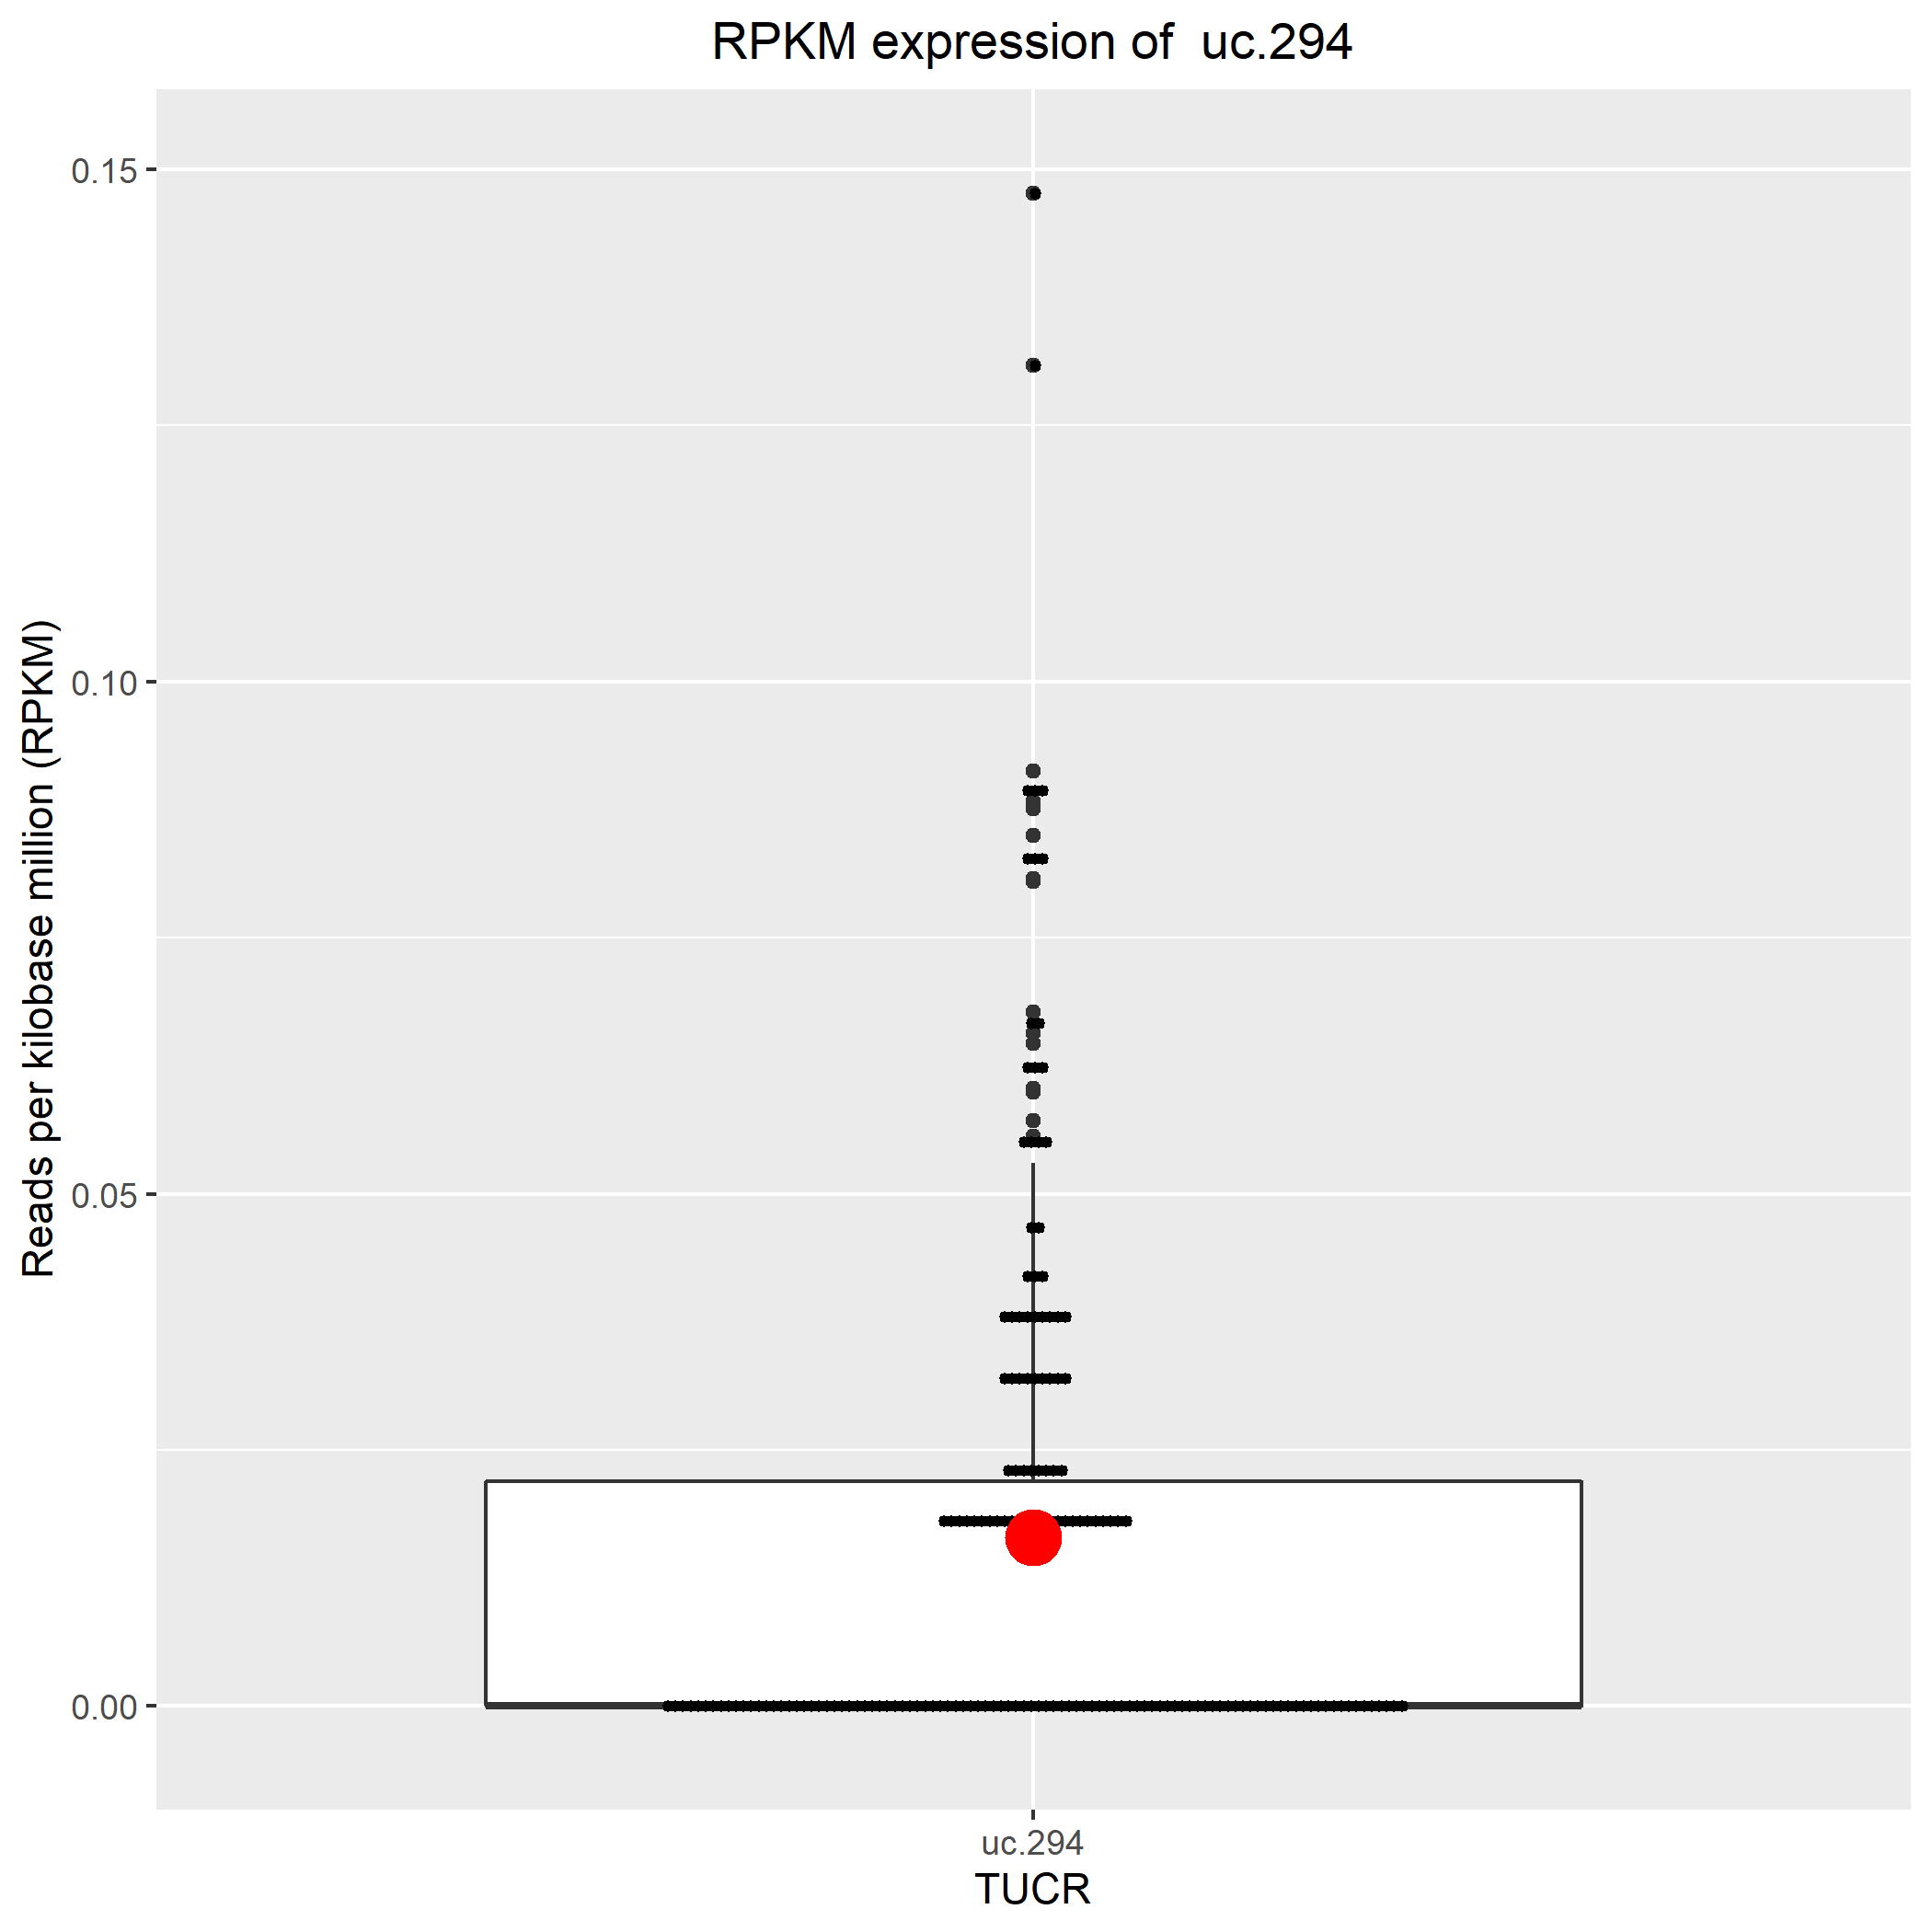 RPKM expression of  uc.294
Reads per kilobase million (RPKM)
0.15
0.10
0.05
0.00
uc.294
TUCR